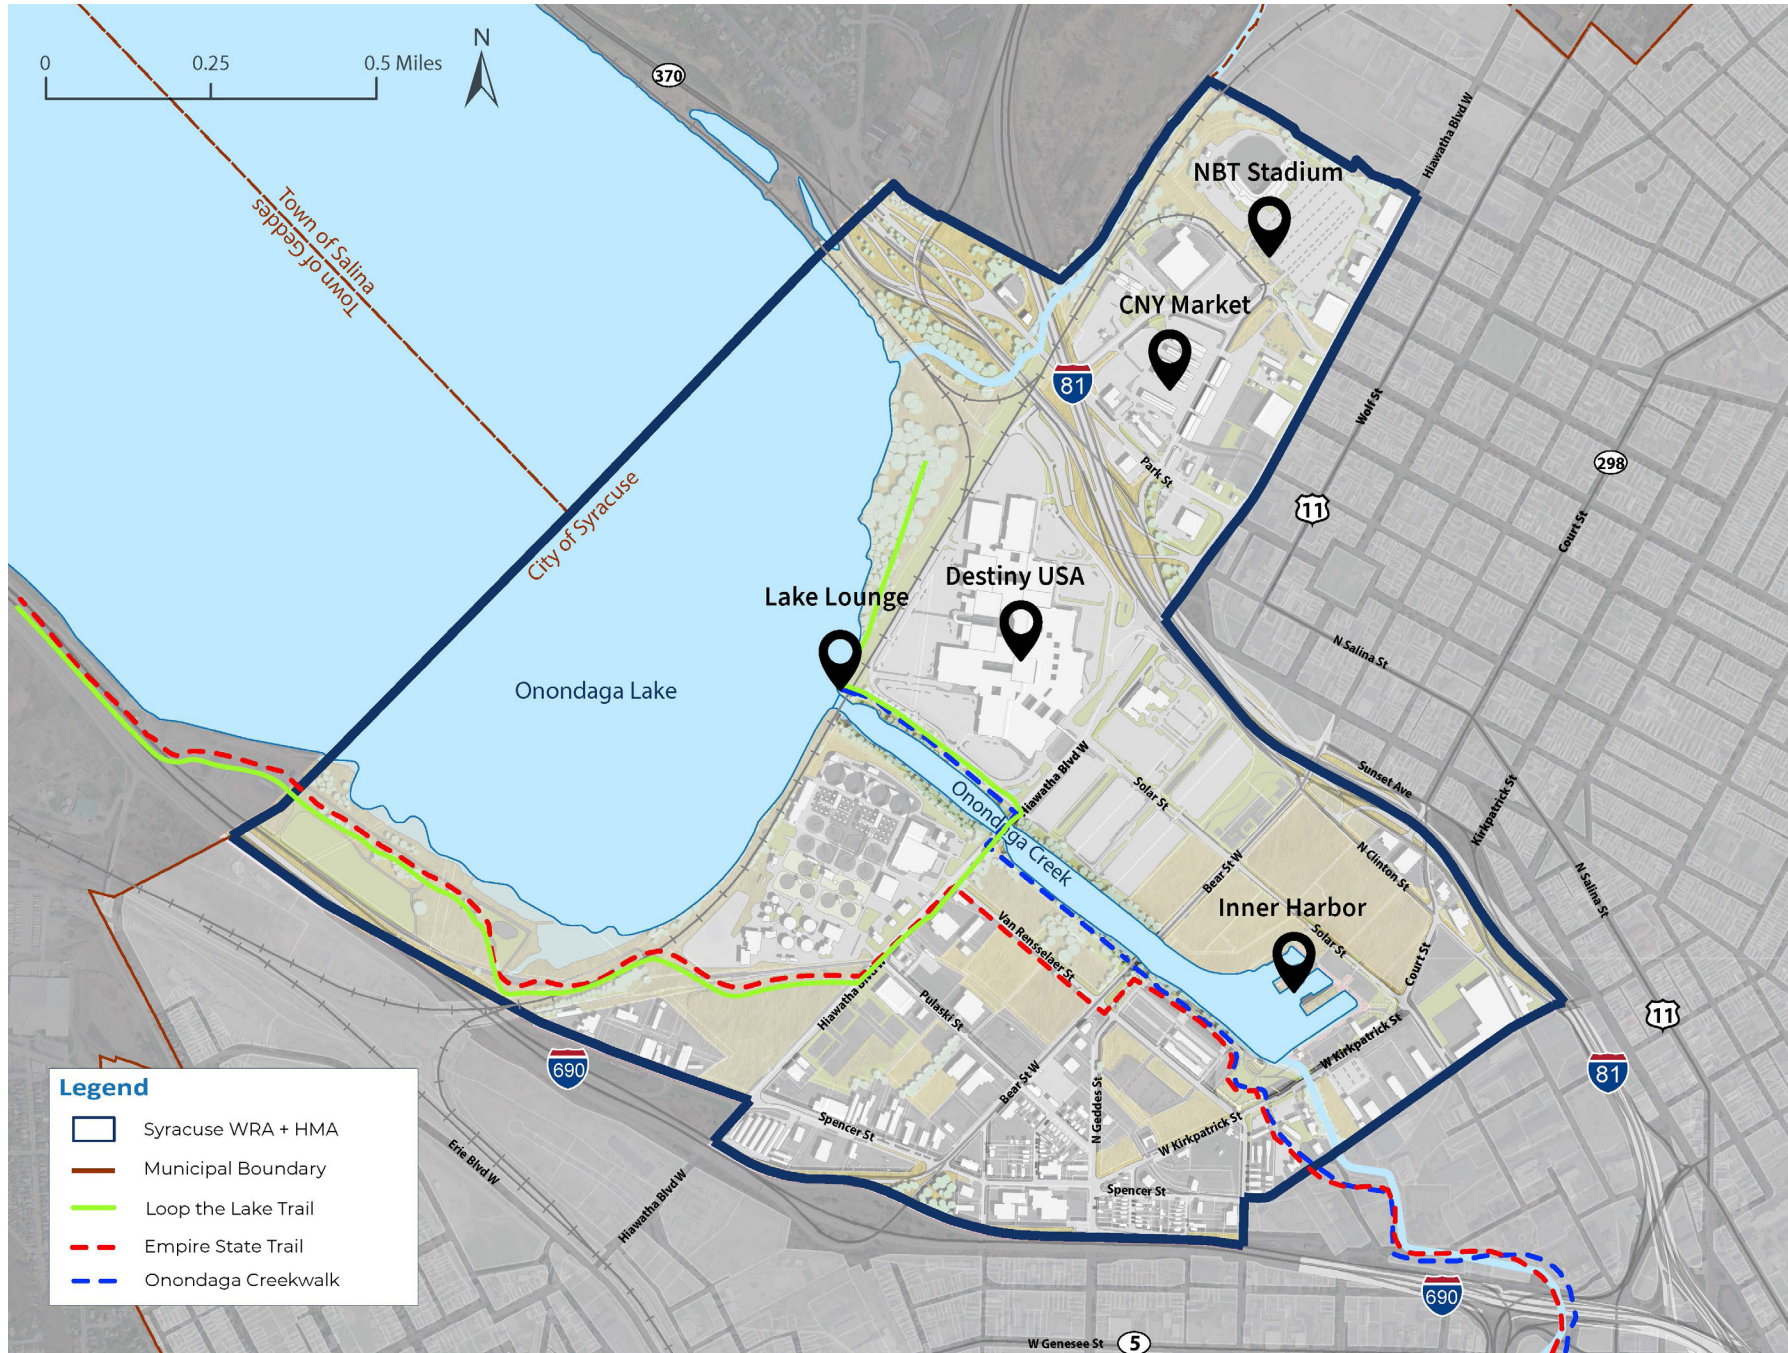 0 0.25 0.5 Miles
N
370
Hiawatha Blvd W
NBT Stadium
Town of Salina
Town of Geddes
CNY Market
81
Wolf St
298
Park St
City of Syracuse
11
Court St
Destiny USA
Lake Lounge
N Salina St
Onondaga Lake
Hiawatha Blvd W
Sunset Ave
Solar St
Onondaga Creek
Kirkpatrick St
N Clinton St
Bear St W
N Salina St
Inner Harbor
Solar St
Van Rensselaer St
Court St
Hiawatha Blvd W
Pulaski St
11
W Kirkpatrick St
690
81
Bear St W
N Geddes St
Legend
Syracuse WRA + HMA
Municipal Boundary
Loop the Lake Trail
Empire State Trail
Onondaga Creekwalk
Spencer St
W Kirkpatrick St
Erie Blvd W
Hiawatha Blvd W
Spencer St
690
W Genesee St 5